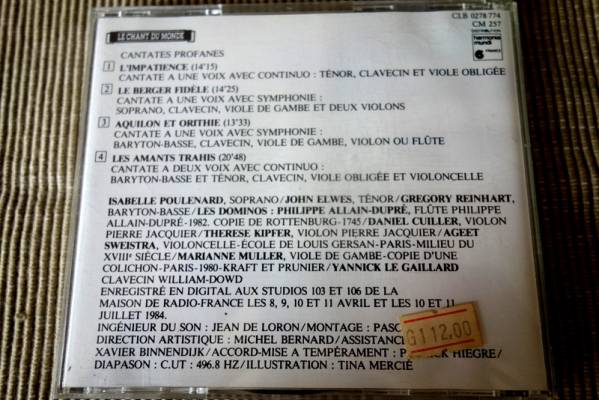 LE CHANT DU MONDE
CLB 0278 774
CM 257
DISTRIBUTION
harmonia
mundi
FRANCE
CANTATES PROFANES
1 L'IMPATIENCE (14'15)
CANTATE A UNE VOIX AVEC CONTINUO : TÉNOR, CLAVECIN ET VIOLE OBLIGÉE
2 LE BERGER FIDÈLE (14'25)
CANTATE A UNE VOIX AVEC SYMPHONIE :
SOPRANO, CLAVECIN, VIOLE DE GAMBE ET DEUX VIOLONS
3 AQUILON ET ORITHIE (13'33)
CANTATE A UNE VOIX AVEC SYMPHONIE :
BARYTON-BASSE, CLAVECIN, VIOLE DE GAMBE, VIOLON OU FLÛTE
4 LES AMANTS TRAHIS (20'48)
CANTATE A DEUX VOIX AVEC CONTINUO :
BARYTON-BASSE ET TÉNOR, CLAVECIN, VIOLE OBLIGÉE ET VIOLONCELLE
ISABELLE POULENARD, SOPRANO/JOHN ELWES, TÉNOR/GREGORY REINHART,
BARYTON-BASSE/LES DOMINOS : PHILIPPE ALLAIN-DUPRÉ, FLÛTE PHILIPPE
ALLAIN-DUPRÉ-1982. COPIE DE ROTTENBURG-1745/DANIEL CUILLER, VIOLON
PIERRE JACQUIER/THERESE KIPFER, VIOLON PIERRE JACQUIER/AGEET
SWEISTRA, VIOLONCELLE-ÉCOLE DE LOUIS GERSAN-PARIS-MILIEU DU
XVIIIe SIÈCLE/MARIANNE MULLER, VIOLE DE GAMBE-COPIE D'UNE
COLICHON-PARIS-1980-KRAFT ET PRUNIER/YANNICK LE GAILLARD
CLAVECIN WILLIAM-DOWD
ENREGISTRÉ EN DIGITAL AUX STUDIOS 103 ET 106 DE LA
MAISON DE RADIO-FRANCE LES 8, 9, 10 ET 11 AVRIL ET LES 10 ET 11
JUILLET 1984.
INGÉNIEUR DU SON : JEAN DE LORON/MONTAGE :
DIRECTION ARTISTIQUE : MICHEL BERNARD/
XAVIER BINNENDIJK/ACCORD-MISE A TEMPÉRAMENT : HIEGRE/
DIAPASON : C.UT : 496.8 HZ/ILLUSTRATION : TINA MERCIÉ
G112.00